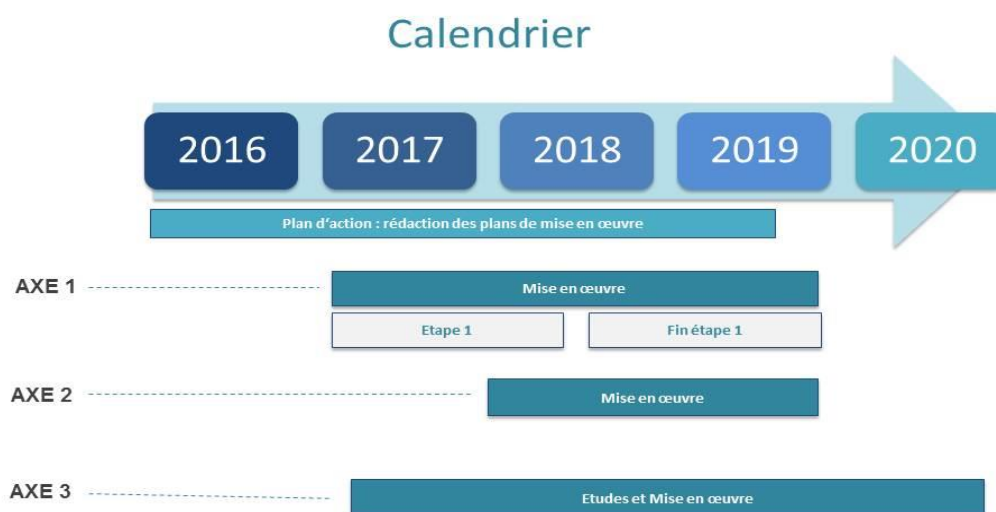 Calendrier
2016 2017 2018 2019 2020
Plan d'action : rédaction des plans de mise en œuvre
AXE 1
Mise en œuvre
Etape 1
Fin étape 1
AXE 2
Mise en œuvre
AXE 3
Etudes et Mise en œuvre